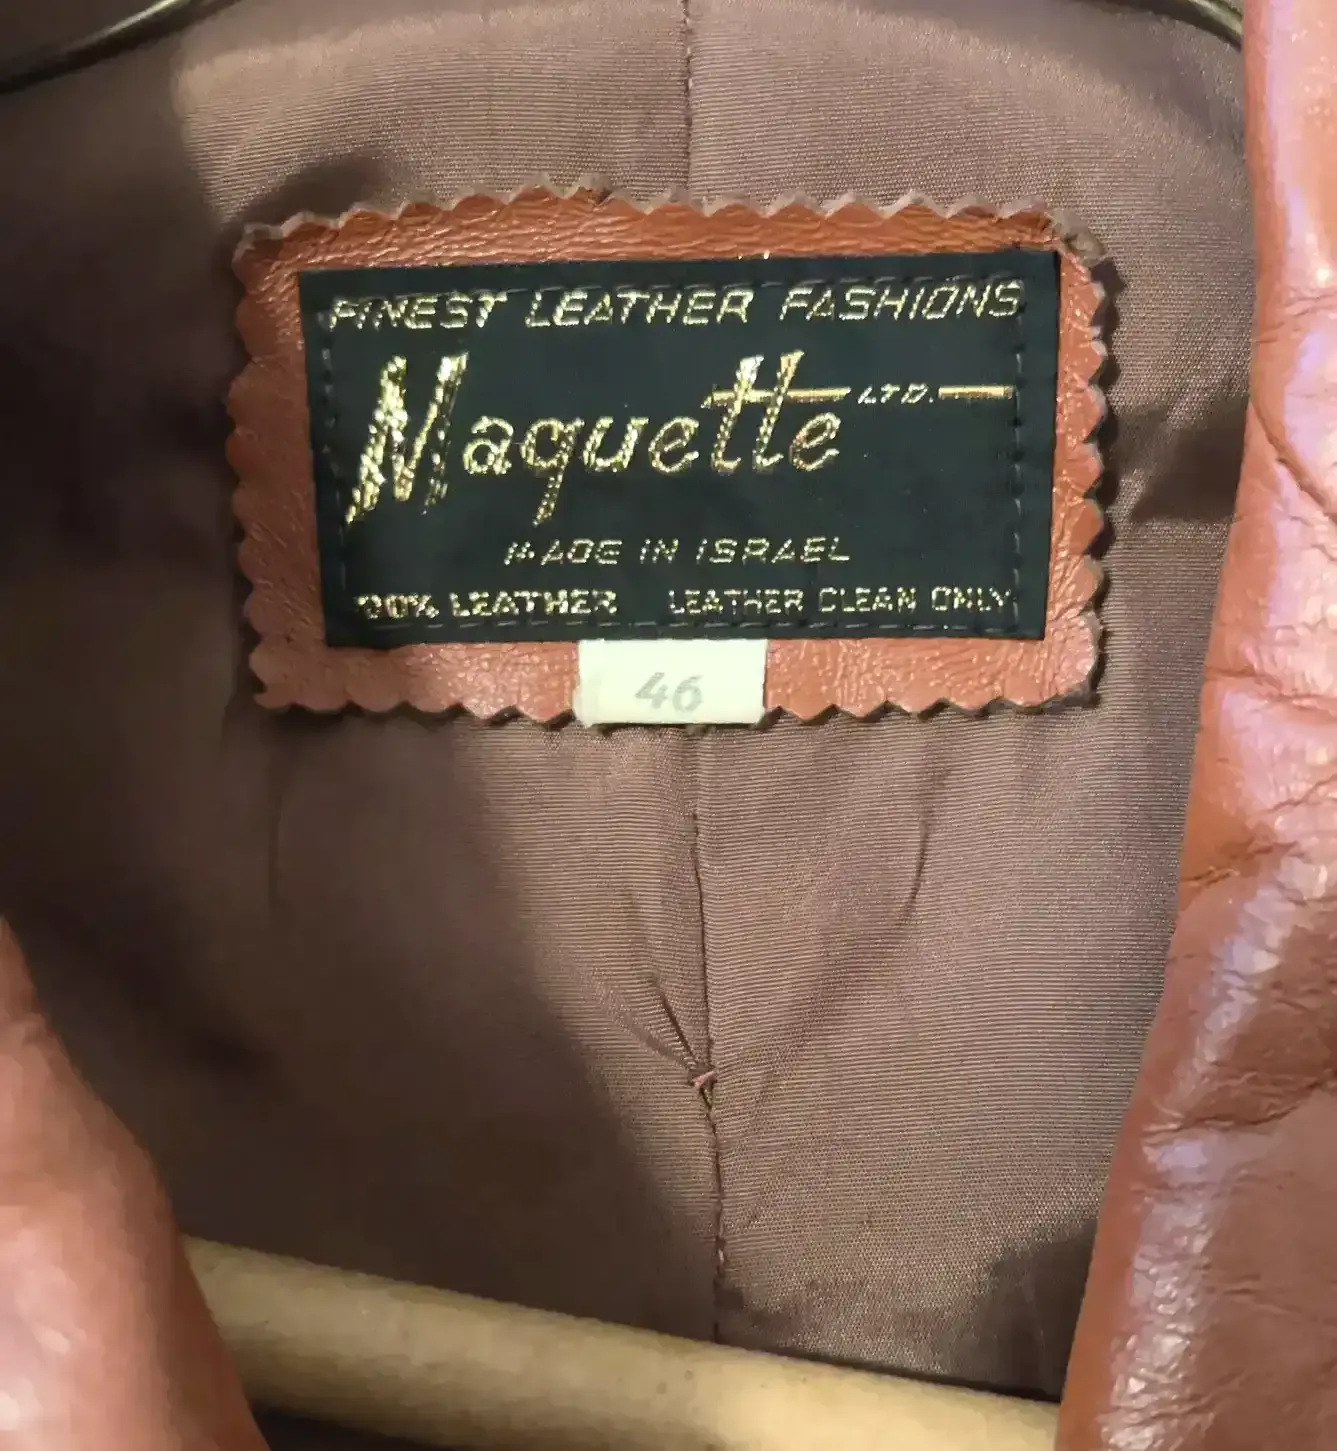 FINEST LEATHER FASHIONS
Maquette LTD.
MADE IN ISRAEL
100% LEATHER LEATHER CLEAN ONLY
46